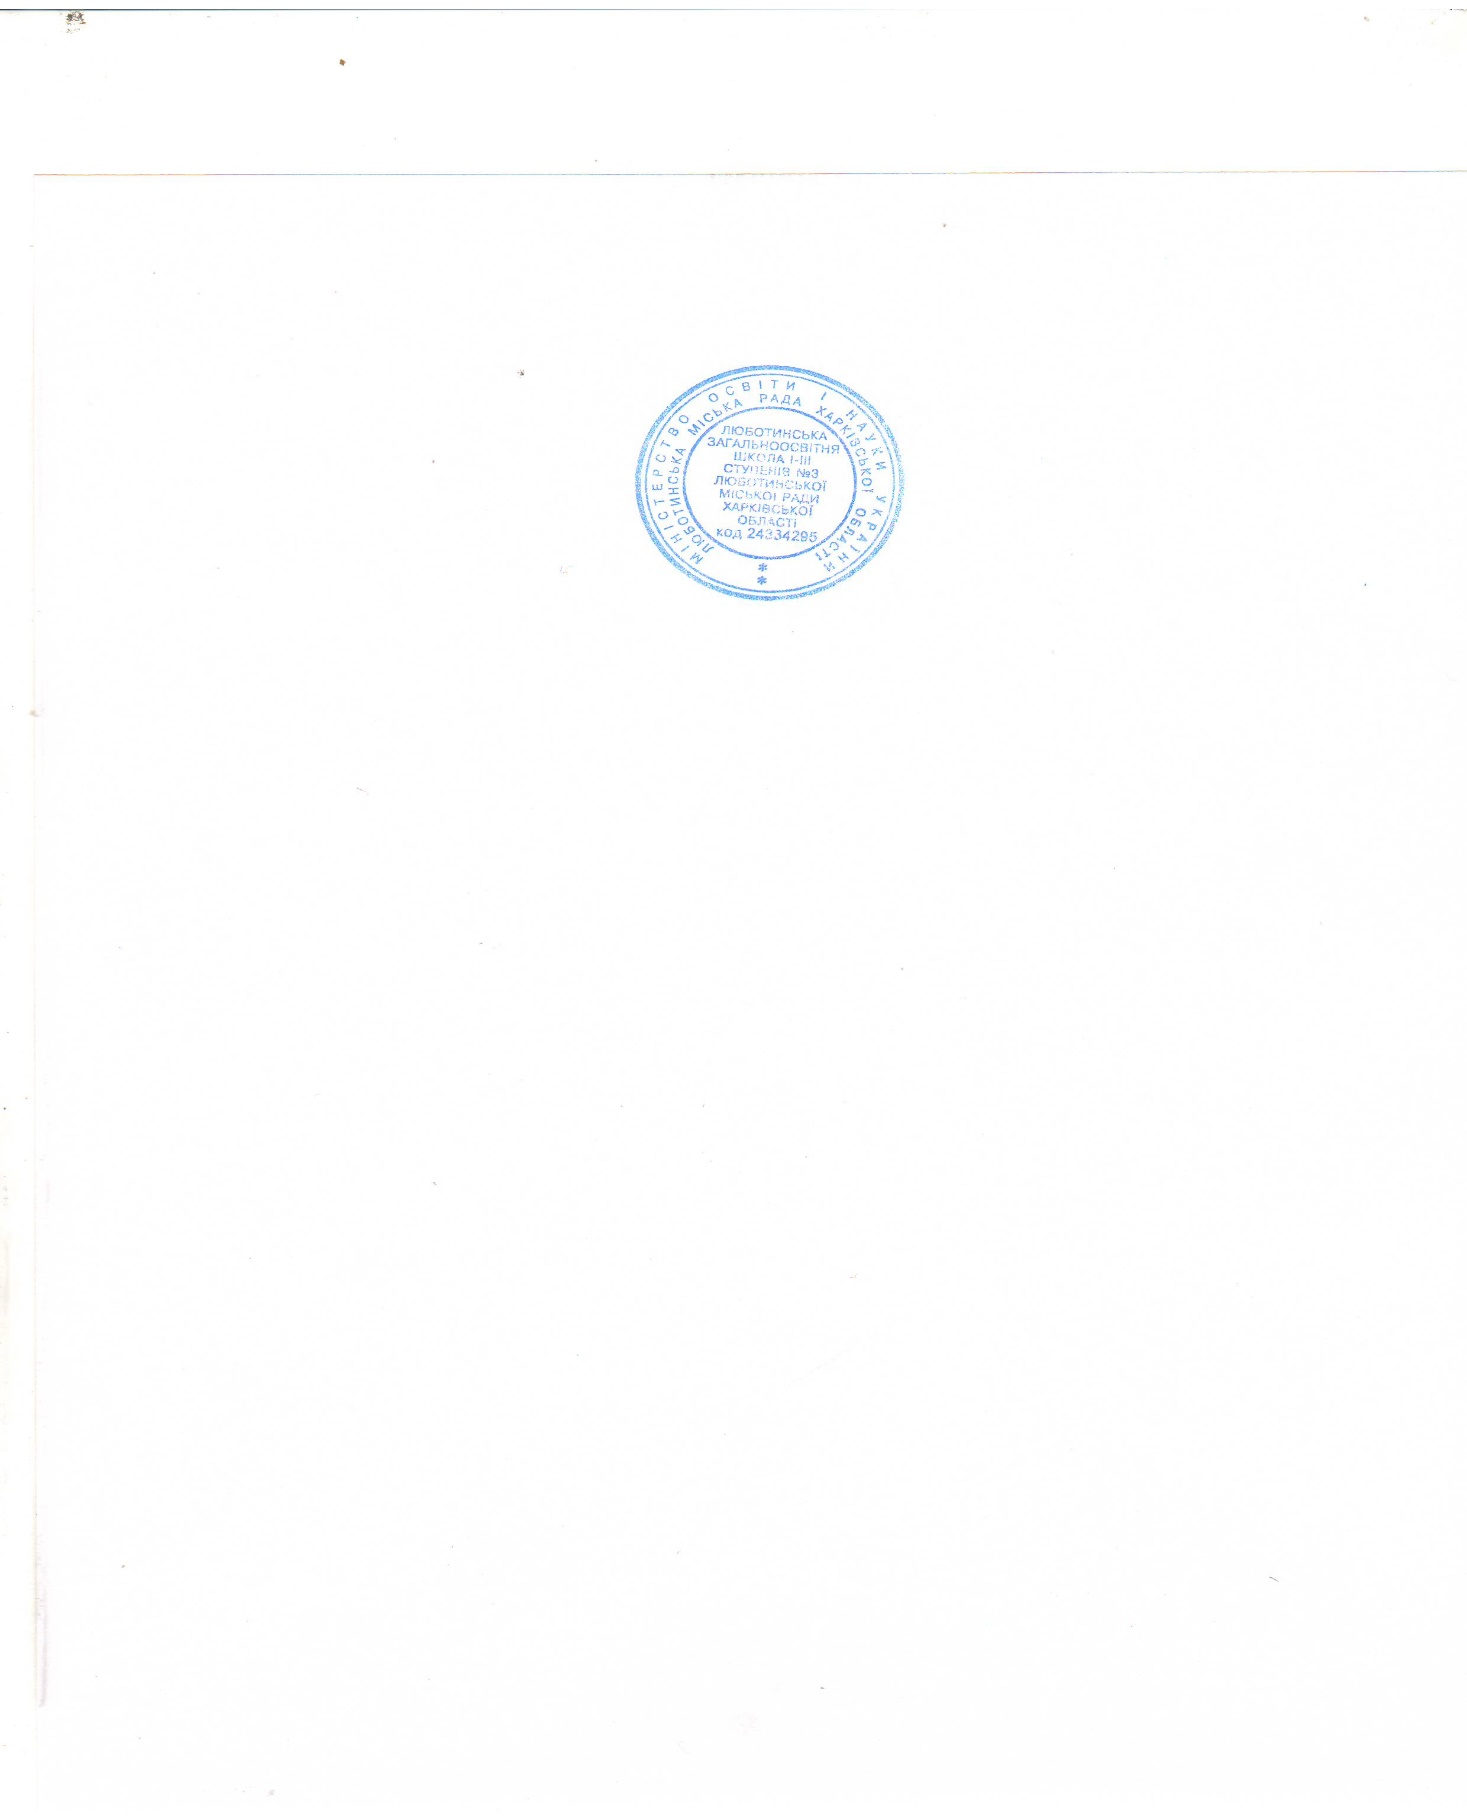 МІНІСТЕРСТВО ОСВІТИ І НАУКИ УКРАЇНИ
ЛЮБОТИНСЬКА МІСЬКА РАДА ХАРКІВСЬКОЇ ОБЛАСТІ
ЛЮБОТИНСЬКА
ЗАГАЛЬНООСВІТНЯ
ШКОЛА І-ІІІ
СТУПЕНІВ №3
ЛЮБОТИНСЬКОЇ
МІСЬКОЇ РАДИ
ХАРКІВСЬКОЇ
ОБЛАСТІ
код 24334295
*
*